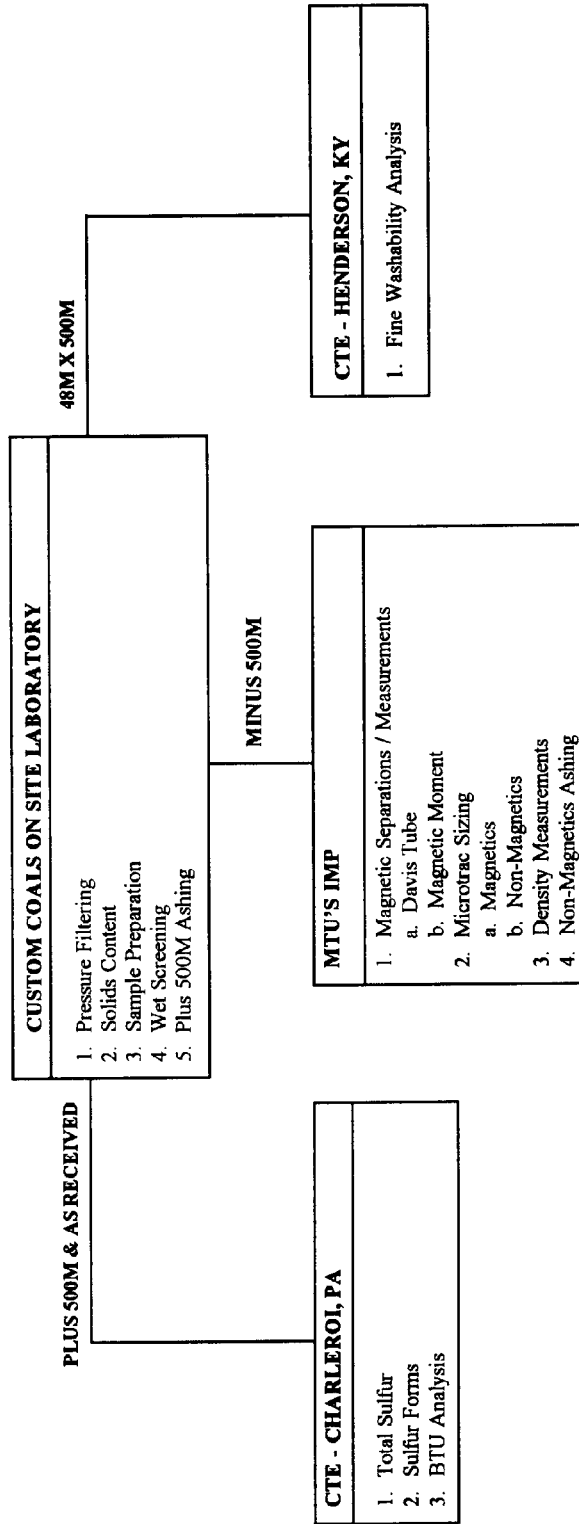 CUSTOM COALS ON SITE LABORATORY
1. Pressure Filtering
2. Solids Content
3. Sample Preparation
4. Wet Screening
5. Plus 500M Ashing
PLUS 500M & AS RECEIVED
MINUS 500M
48M X 500M
CTE - CHARLEROI, PA
1. Total Sulfur
2. Sulfur Forms
3. BTU Analysis
MTU'S IMP
1. Magnetic Separations / Measurements
a. Davis Tube
b. Magnetic Moment
2. Microtrac Sizing
a. Magnetics
b. Non-Magnetics
3. Density Measurements
4. Non-Magnetics Ashing
CTE - HENDERSON, KY
1. Fine Washability Analysis